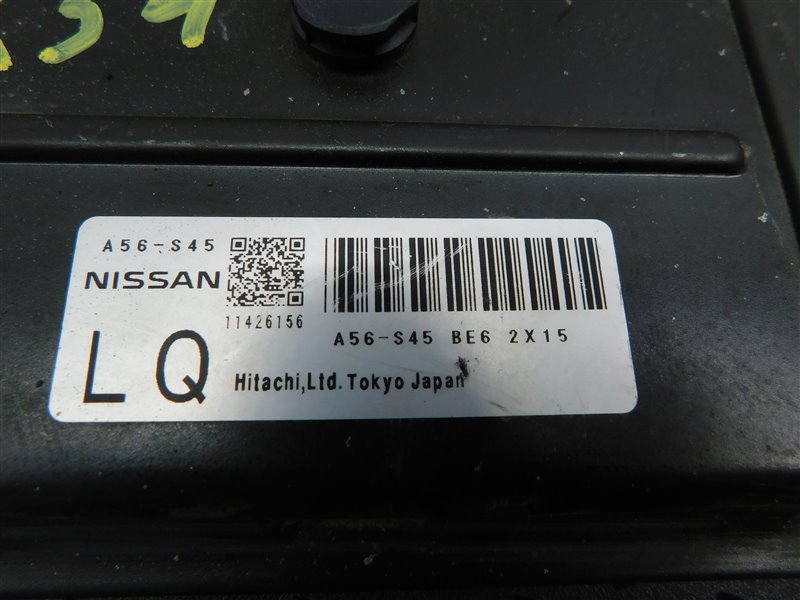 A56-S45
NISSAN
11426156
LQ
A56-S45 BE6 2X15
Hitachi,Ltd. Tokyo Japan